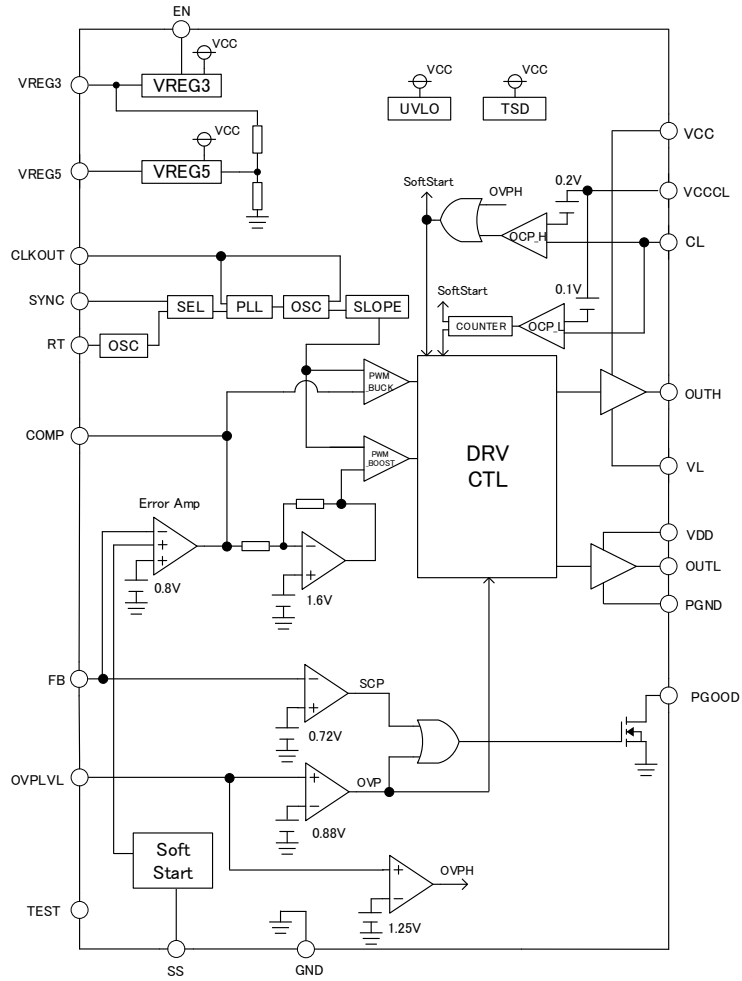 EN
VCC
VREG3
VREG3
VCC
VREG5
VREG5
VCC
VCC
UVLO
TSD
VCC
SoftStart
OVPH
0.2V
VCCCL
OCP_H
CL
CLKOUT
SYNC
SEL
PLL
OSC
SLOPE
SoftStart
0.1V
COUNTER
OCP_L
RT
OSC
PWM
_BUCK
OUTH
COMP
PWM
_BOOST
DRV
CTL
VL
Error Amp
VDD
OUTL
0.8V
1.6V
PGND
FB
SCP
PGOOD
0.72V
OVPLVL
OVP
0.88V
Soft
Start
OVPH
TEST
1.25V
SS
GND